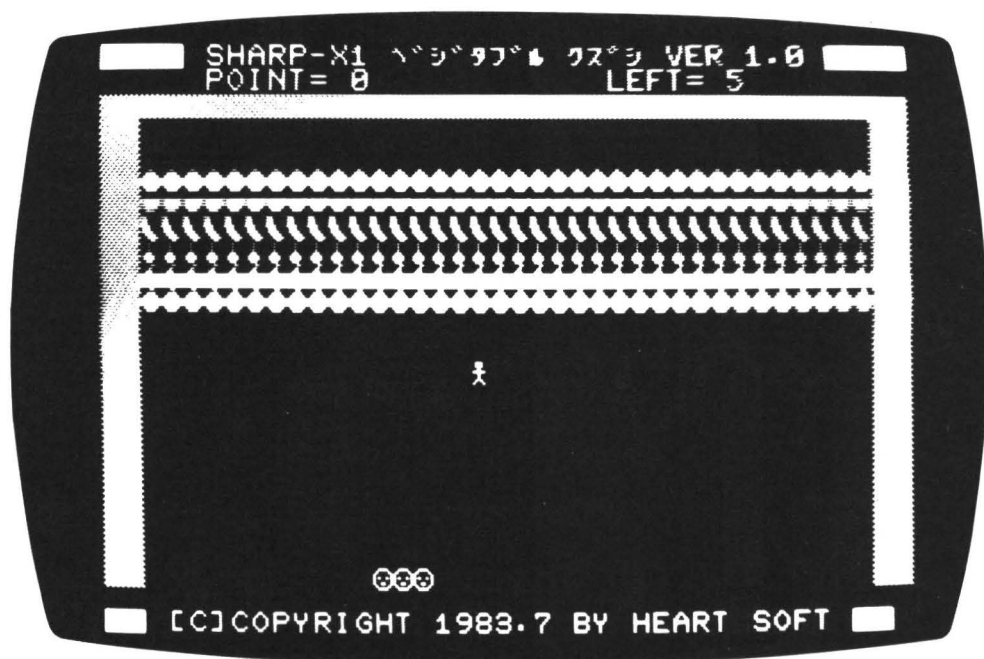 SHARP-X1 ベジタブル クズシ VER 1.0
POINT= 0 LEFT= 5
[C]COPYRIGHT 1983.7 BY HEART SOFT